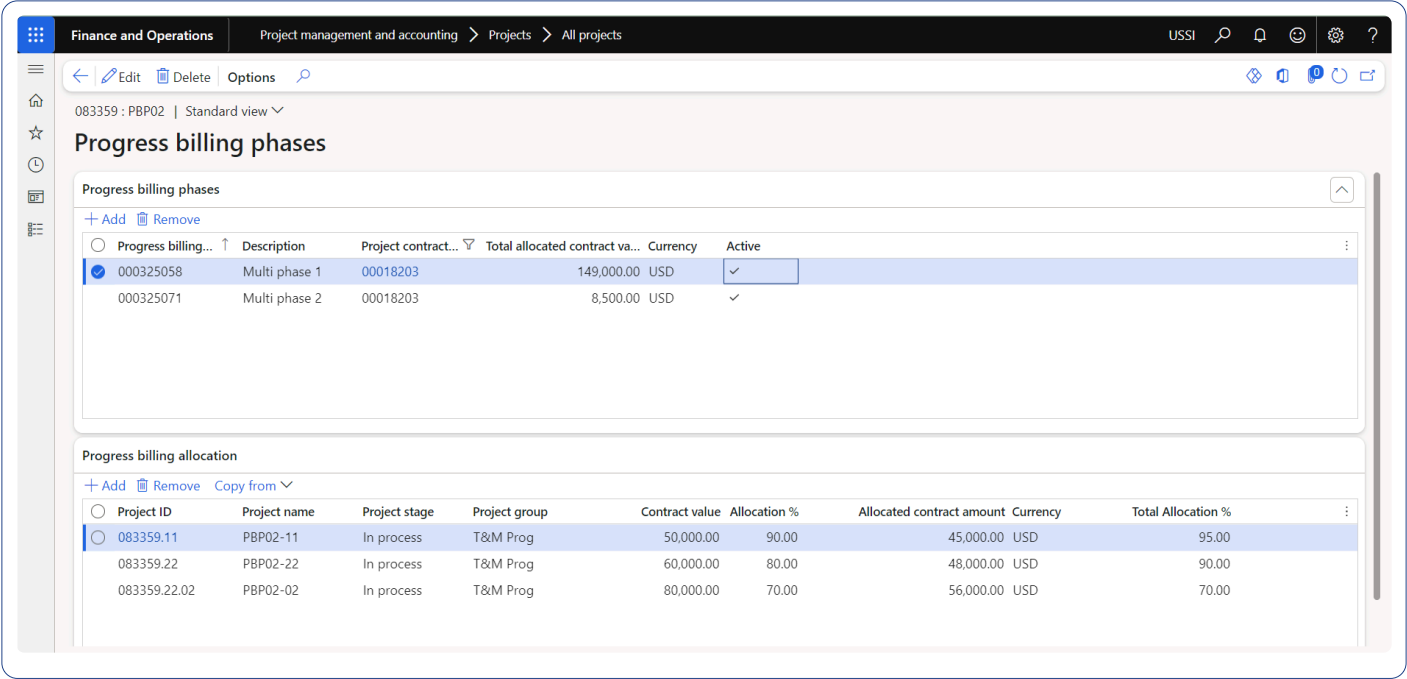 Finance and Operations Project management and accounting Projects All projects USSI ?
Edit Delete Options 0
083359 : PBP02 | Standard view
Progress billing phases
Progress billing phases
Add Remove
Progress billing... Description Project contract... Total allocated contract va... Currency Active
000325058 Multi phase 1 00018203 149,000.00 USD
000325071 Multi phase 2 00018203 8,500.00 USD
Progress billing allocation
Add Remove Copy from
Project ID Project name Project stage Project group Contract value Allocation % Allocated contract amount Currency Total Allocation %
083359.11 PBP02-11 In process T&M Prog 50,000.00 90.00 45,000.00 USD 95.00
083359.22 PBP02-22 In process T&M Prog 60,000.00 80.00 48,000.00 USD 90.00
083359.22.02 PBP02-02 In process T&M Prog 80,000.00 70.00 56,000.00 USD 70.00